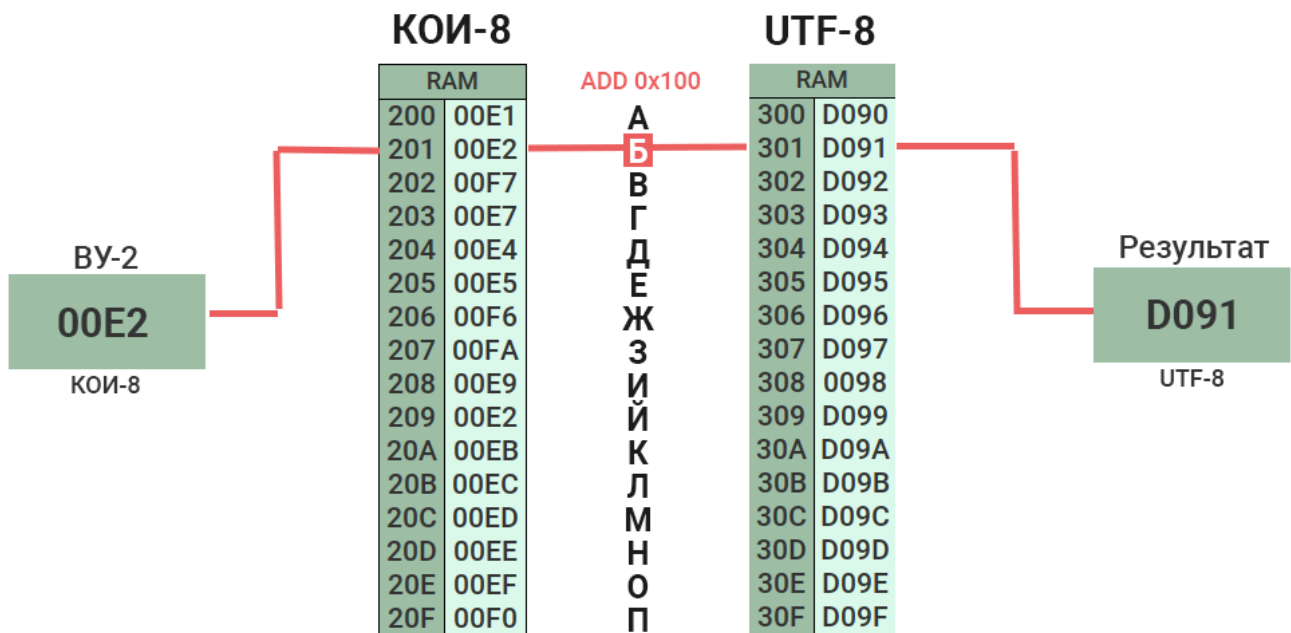 КОИ-8 UTF-8
RAM ADD 0x100 RAM
200 00E1 А 300 D090
201 00E2 Б 301 D091
202 00F7 В 302 D092
203 00E7 Г 303 D093
204 00E4 Д 304 D094
ВУ-2 Результат
205 00E5 Е 305 D095
00E2 206 00F6 Ж 306 D096 D091
207 00FA З 307 D097
КОИ-8 208 00E9 И 308 0098 UTF-8
209 00E2 Й 309 D099
20A 00EB К 30A D09A
20B 00EC Л 30B D09B
20C 00ED М 30C D09C
20D 00EE Н 30D D09D
20E 00EF О 30E D09E
20F 00F0 П 30F D09F